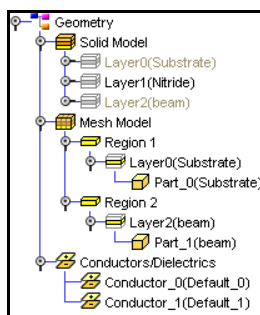 Geometry
Solid Model
Layer0(Substrate)
Layer1(Nitride)
Layer2(beam)
Mesh Model
Region 1
Layer0(Substrate)
Part_0(Substrate)
Region 2
Layer2(beam)
Part_1(beam)
Conductors/Dielectrics
Conductor_0(Default_0)
Conductor_1(Default_1)